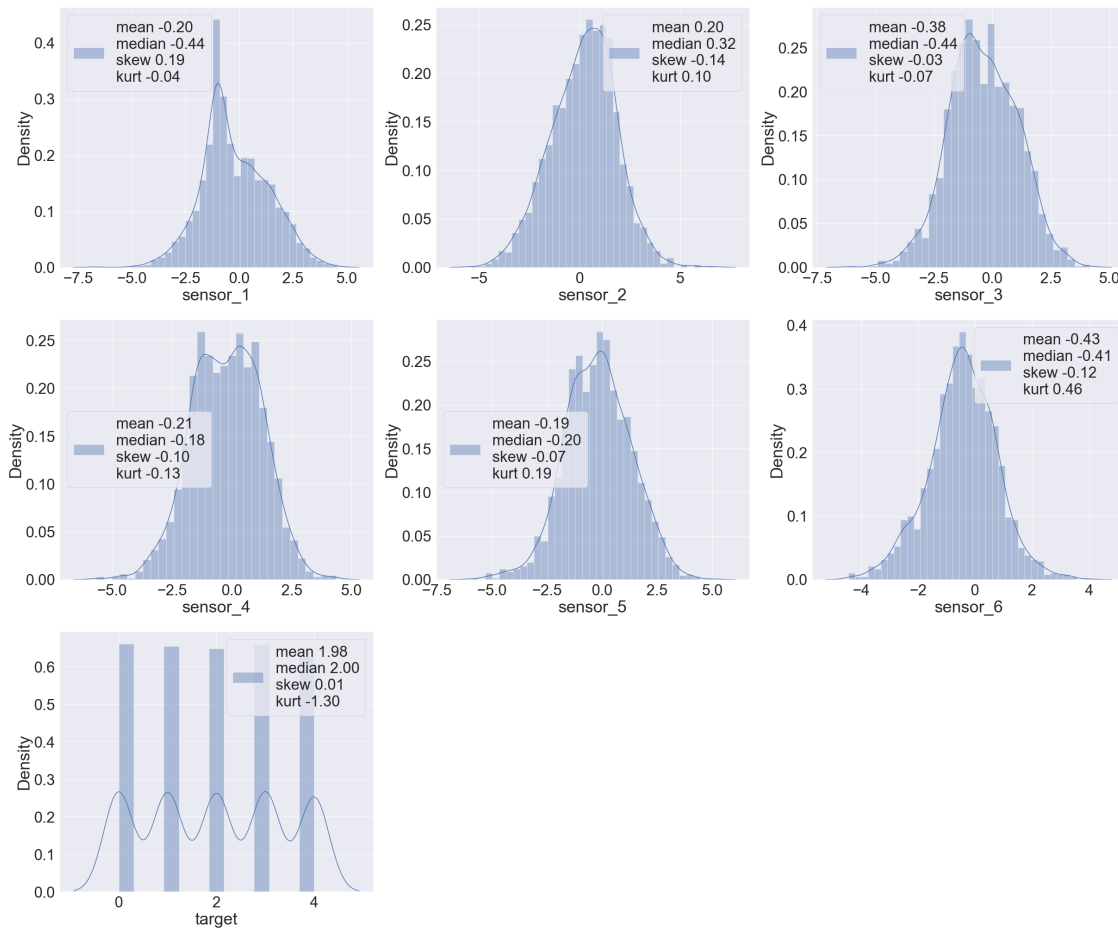 mean -0.20
median -0.44
skew 0.19
kurt -0.04
Density
0.4
0.3
0.2
0.1
0.0
−7.5 −5.0 −2.5 0.0 2.5 5.0
sensor_1
mean 0.20
median 0.32
skew -0.14
kurt 0.10
0.25
0.20
0.15
0.10
0.05
0.00
−5 0 5
sensor_2
mean -0.38
median -0.44
skew -0.03
kurt -0.07
Density
0.25
0.20
0.15
0.10
0.05
0.00
−7.5 −5.0 −2.5 0.0 2.5 5.0
sensor_3
mean -0.21
median -0.18
skew -0.10
kurt -0.13
Density
0.25
0.20
0.15
0.10
0.05
0.00
−5.0 −2.5 0.0 2.5 5.0
sensor_4
mean -0.19
median -0.20
skew -0.07
kurt 0.19
Density
0.25
0.20
0.15
0.10
0.05
0.00
−7.5 −5.0 −2.5 0.0 2.5 5.0
sensor_5
mean -0.43
median -0.41
skew -0.12
kurt 0.46
Density
0.4
0.3
0.2
0.1
0.0
−4 −2 0 2 4
sensor_6
mean 1.98
median 2.00
skew 0.01
kurt -1.30
Density
0.6
0.5
0.4
0.3
0.2
0.1
0.0
0 2 4
target